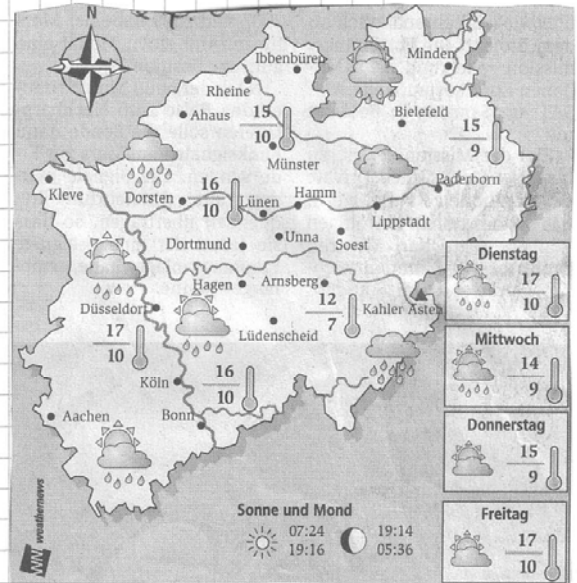 N
Ibbenbüren
Minden
Rheine
Ahaus
15
10
Bielefeld
15
9
Münster
Paderborn
Kleve
Dorsten
16
10
Lünen
Hamm
Lippstadt
Dortmund
Unna
Soest
Hagen
Arnsberg
12
7
Kahler Asten
Düsseldorf
17
10
Lüdenscheid
Köln
16
10
Aachen
Bonn
Dienstag
17
10
Mittwoch
14
9
Donnerstag
15
9
Freitag
17
10
Sonne und Mond
07:24
19:16
19:14
05:36
weathernews